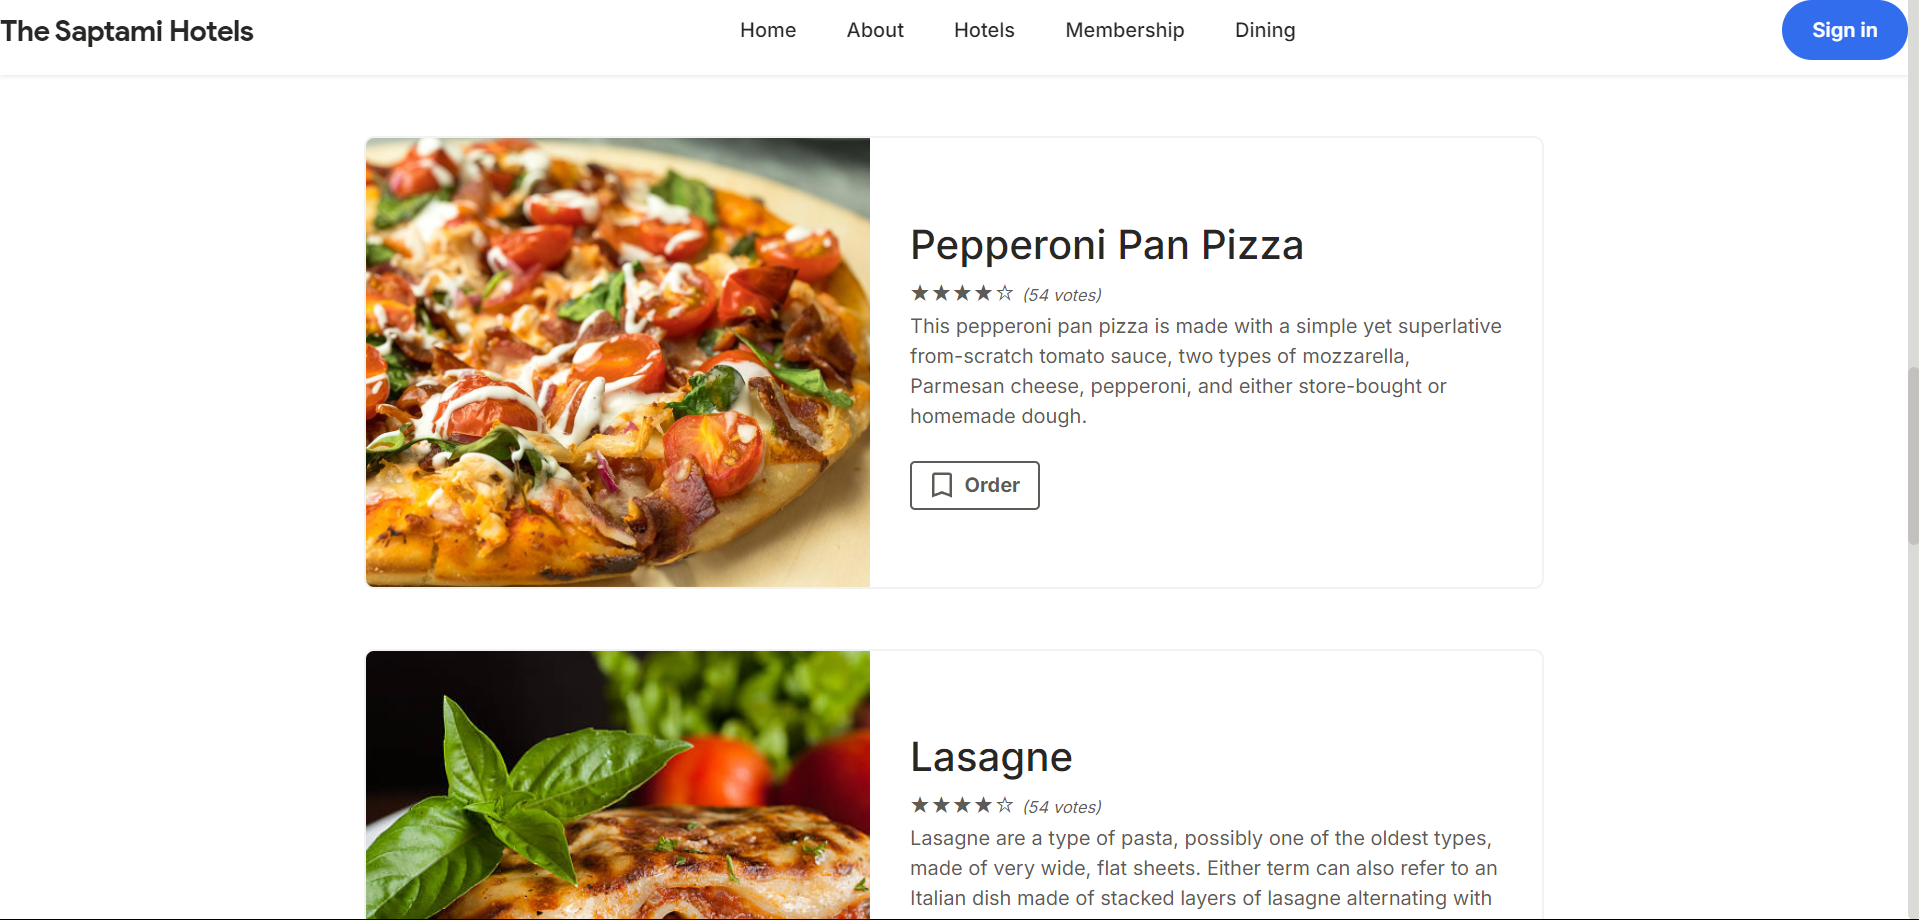 The Saptami Hotels
Home About Hotels Membership Dining
Sign in
Pepperoni Pan Pizza
★★★★☆ (54 votes)
This pepperoni pan pizza is made with a simple yet superlative
from-scratch tomato sauce, two types of mozzarella,
Parmesan cheese, pepperoni, and either store-bought or
homemade dough.
Order
Lasagne
★★★★☆ (54 votes)
Lasagne are a type of pasta, possibly one of the oldest types,
made of very wide, flat sheets. Either term can also refer to an
Italian dish made of stacked layers of lasagne alternating with